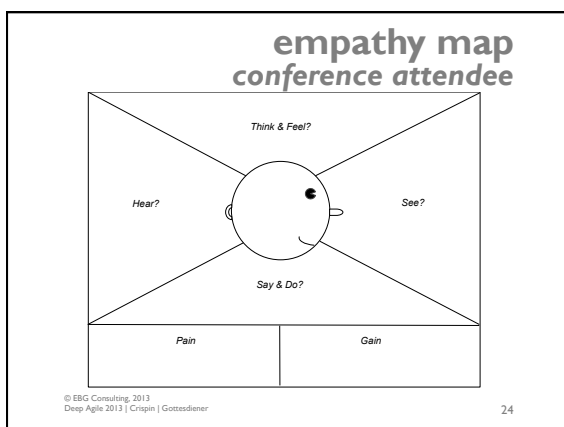 empathy map
conference attendee
Think & Feel?
Hear?
See?
Say & Do?
Pain
Gain
© EBG Consulting, 2013
Deep Agile 2013 | Crispin | Gottesdiener
24